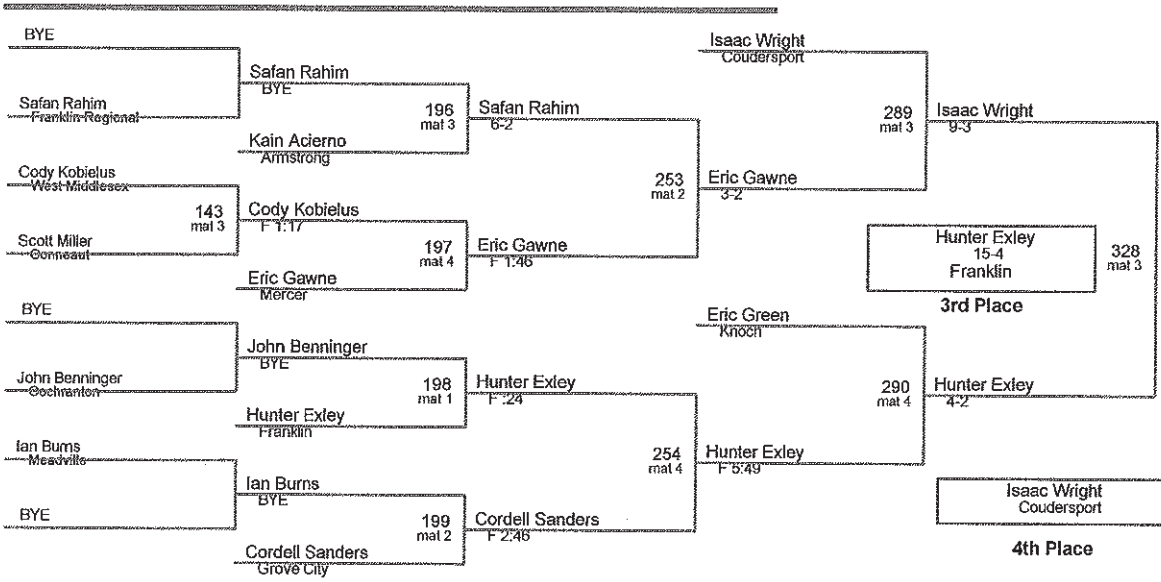 BYE
Safan Rahim
Franklin Regional
Cody Kobielus
West Middlesex
143
mat 3
Scott Miller
Conneaut
BYE
John Benninger
Cochranton
Ian Burns
Meadville
BYE
Safan Rahim
BYE
196
mat 3
Kain Acierno
Armstrong
Cody Kobielus
F 1:17
197
mat 4
Eric Gawne
Mercer
John Benninger
BYE
198
mat 1
Hunter Exley
Franklin
Ian Burns
BYE
199
mat 2
Cordell Sanders
Grove City
Safan Rahim
6-2
253
mat 2
Eric Gawne
F 1:46
Hunter Exley
F :24
254
mat 4
Cordell Sanders
F 2:46
Isaac Wright
Coudersport
289
mat 3
Eric Gawne
3-2
Eric Green
Knoch
290
mat 4
Hunter Exley
F 5:49
Isaac Wright
9-3
328
mat 3
Hunter Exley
4-2
Hunter Exley
15-4
Franklin
3rd Place
Isaac Wright
Coudersport
4th Place